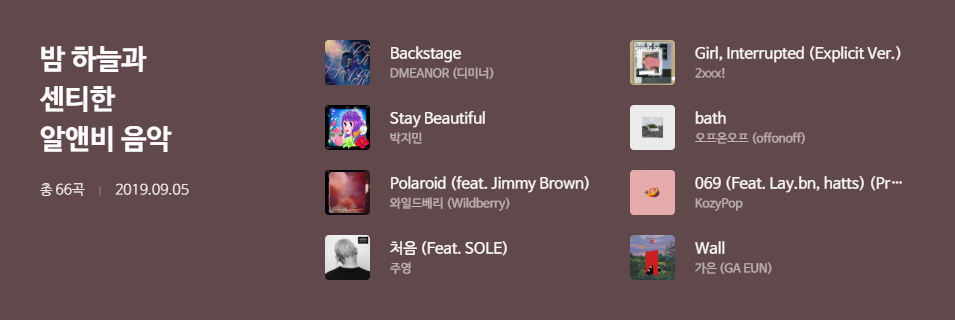 밤 하늘과
센티한
알앤비 음악
총 66곡 | 2019.09.05
Backstage
DMEANOR (디미너)
Stay Beautiful
박지민
Polaroid (feat. Jimmy Brown)
와일드베리 (Wildberry)
처음 (Feat. SOLE)
주영
Girl, Interrupted (Explicit Ver.)
2xxx!
bath
오프온오프 (offonoff)
069 (Feat. Lay.bn, hatts) (Pr···
KozyPop
Wall
가은 (GA EUN)